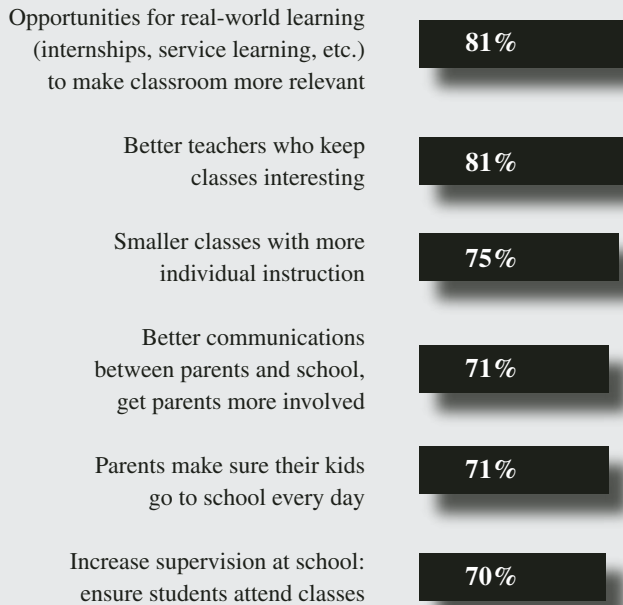 Opportunities for real-world learning
(internships, service learning, etc.)
to make classroom more relevant
81%
Better teachers who keep
classes interesting
81%
Smaller classes with more
individual instruction
75%
Better communications
between parents and school,
get parents more involved
71%
Parents make sure their kids
go to school every day
71%
Increase supervision at school:
ensure students attend classes
70%